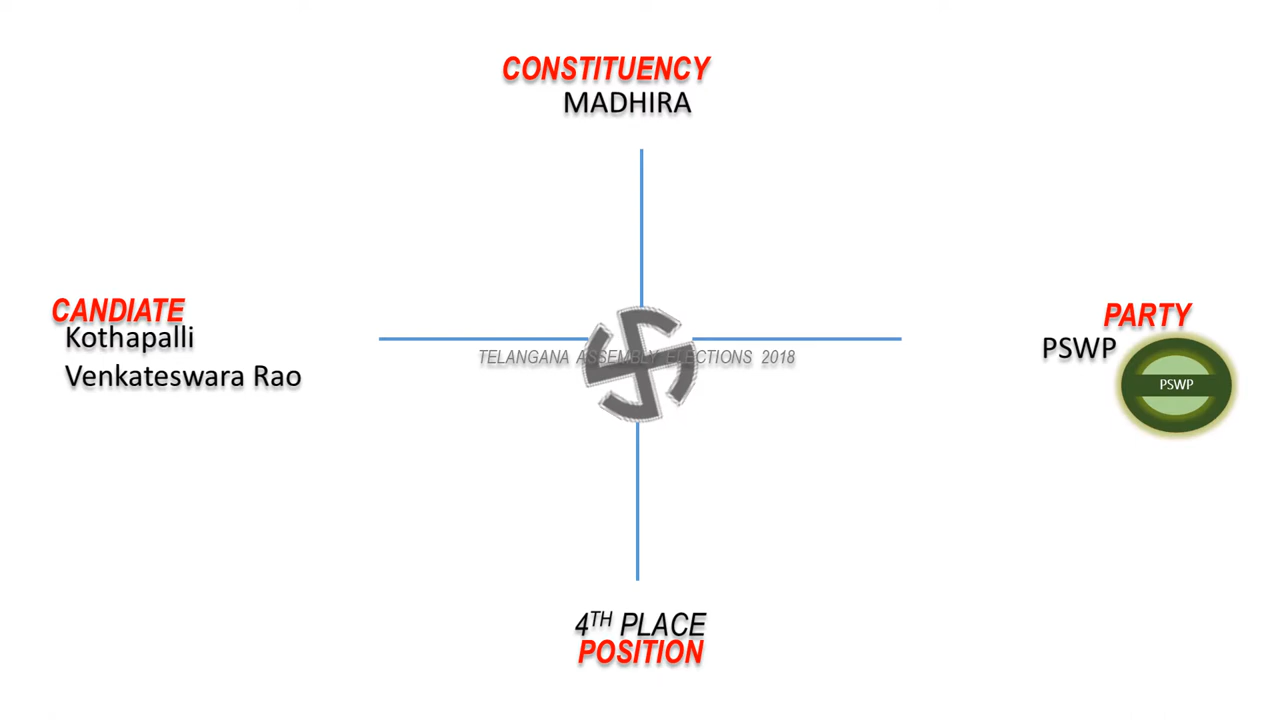 CONSTITUENCY
MADHIRA
CANDIATE
Kothapalli
Venkateswara Rao
TELANGANA ASSEMBLY ELECTIONS 2018
PARTY
PSWP
PSWP
4TH PLACE
POSITION